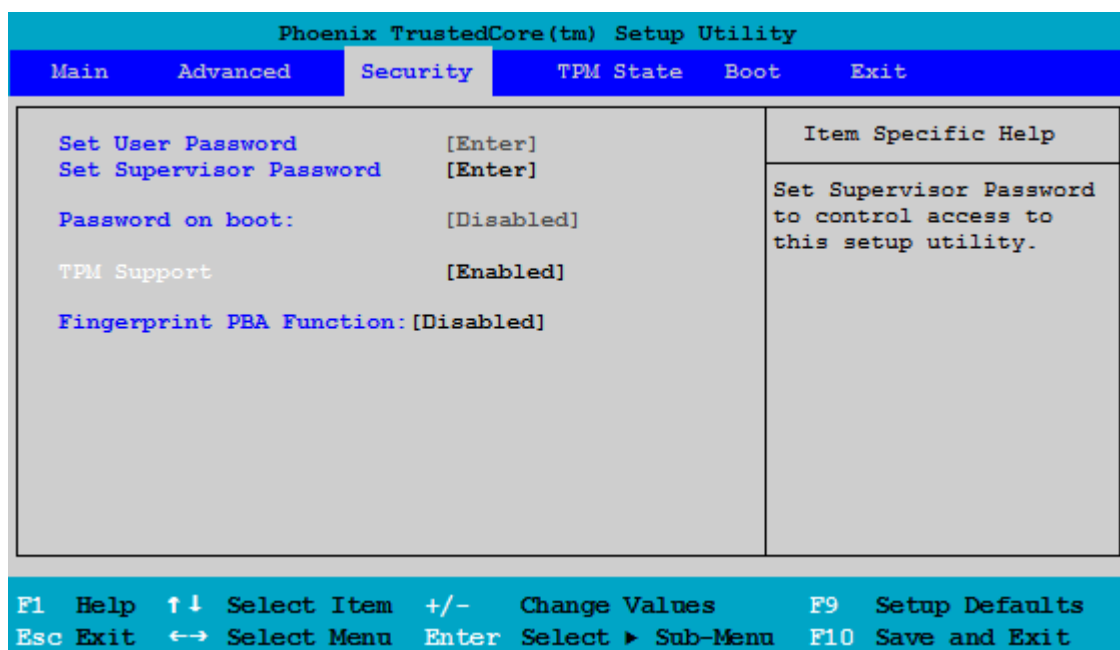 Phoenix TrustedCore(tm) Setup Utility
Main Advanced Security TPM State Boot Exit
Set User Password [Enter]
Set Supervisor Password [Enter]
Password on boot: [Disabled]
TPM Support [Enabled]
Fingerprint PBA Function:[Disabled]
Item Specific Help
Set Supervisor Password
to control access to
this setup utility.
F1 Help ↑↓ Select Item +/- Change Values F9 Setup Defaults
Esc Exit ←→ Select Menu Enter Select ▶ Sub-Menu F10 Save and Exit